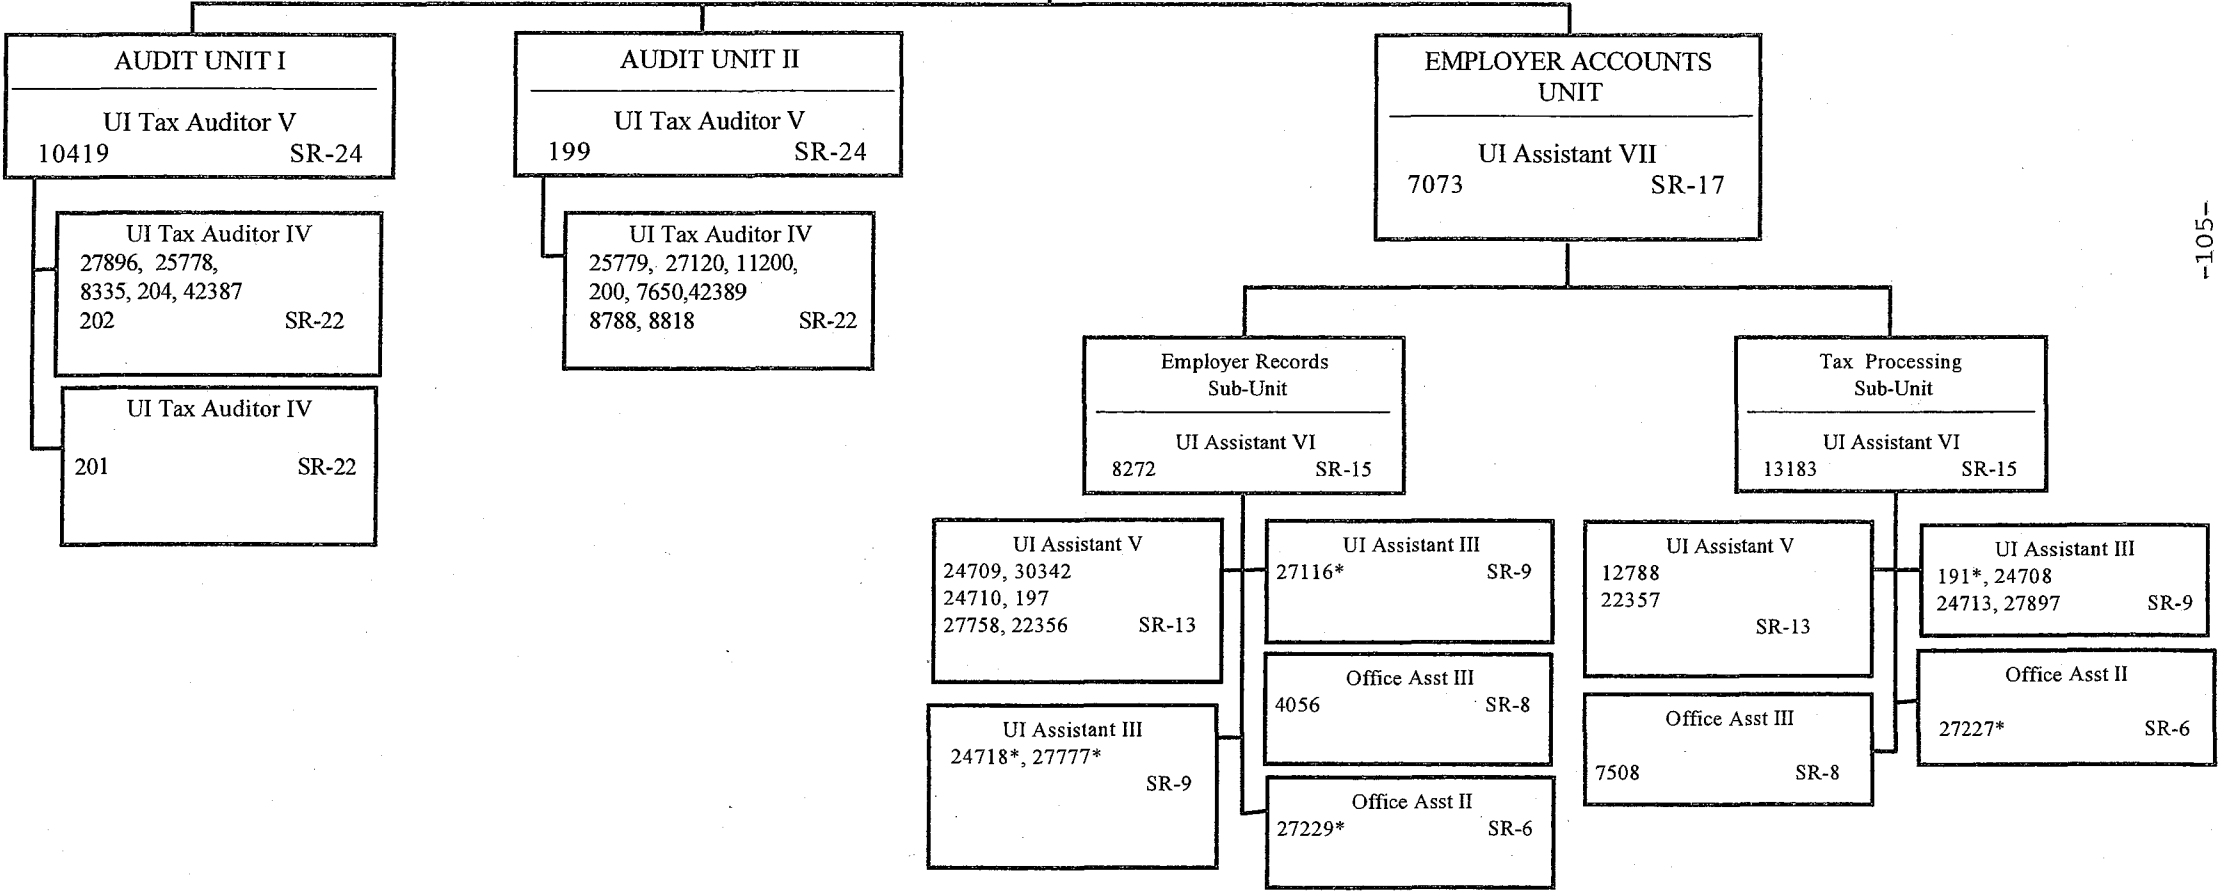 AUDIT UNIT I
UI Tax Auditor V
10419 SR-24
UI Tax Auditor IV
27896, 25778,
8335, 204, 42387
202 SR-22
UI Tax Auditor IV
201 SR-22
AUDIT UNIT II
UI Tax Auditor V
199 SR-24
UI Tax Auditor IV
25779, 27120, 11200,
200, 7650,42389
8788, 8818 SR-22
EMPLOYER ACCOUNTS
UNIT
UI Assistant VII
7073 SR-17
Employer Records
Sub-Unit
UI Assistant VI
8272 SR-15
UI Assistant V
24709, 30342
24710, 197
27758, 22356 SR-13
UI Assistant III
24718*, 27777*
SR-9
UI Assistant III
27116* SR-9
Office Asst III
4056 SR-8
Office Asst II
27229* SR-6
Tax Processing
Sub-Unit
UI Assistant VI
13183 SR-15
UI Assistant V
12788
22357
SR-13
Office Asst III
7508 SR-8
UI Assistant III
191*, 24708
24713, 27897 SR-9
Office Asst II
27227* SR-6
-105-